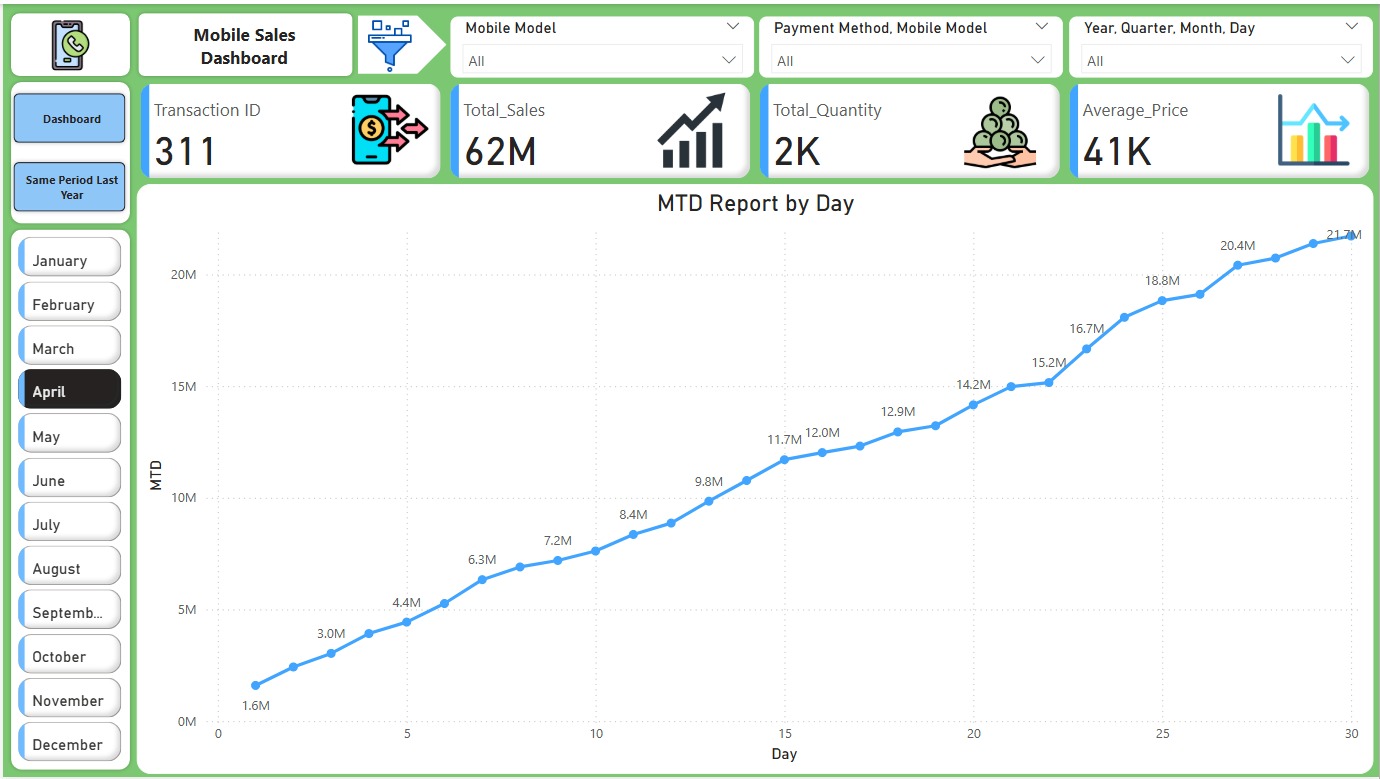 Mobile Sales
Dashboard
Mobile Model
All
Payment Method, Mobile Model
All
Year, Quarter, Month, Day
All
Dashboard
Same Period Last
Year
Transaction ID
311
Total_Sales
62M
Total_Quantity
2K
Average_Price
41K
January
February
March
April
May
June
July
August
Septemb...
October
November
December
MTD Report by Day
MTD
20M
15M
10M
5M
0M
1.6M
3.0M
4.4M
6.3M
7.2M
8.4M
9.8M
11.7M
12.0M
12.9M
14.2M
15.2M
16.7M
18.8M
20.4M
21.7M
0 5 10 15 20 25 30
Day